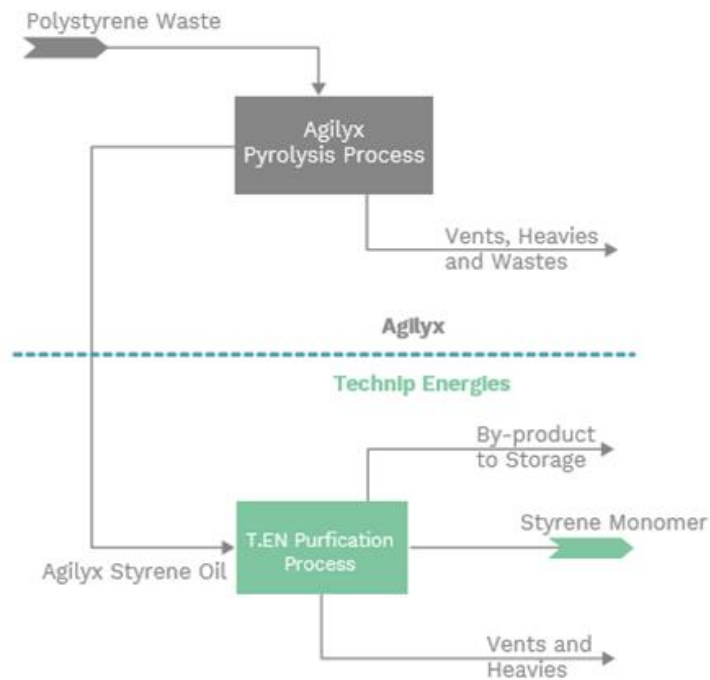 Polystyrene Waste
Agilyx
Pyrolysis Process
Vents, Heavies
and Wastes
Agilyx
Technip Energies
By-product
to Storage
Styrene Monomer
T.EN Purfication
Process
Agilyx Styrene Oil
Vents and
Heavies